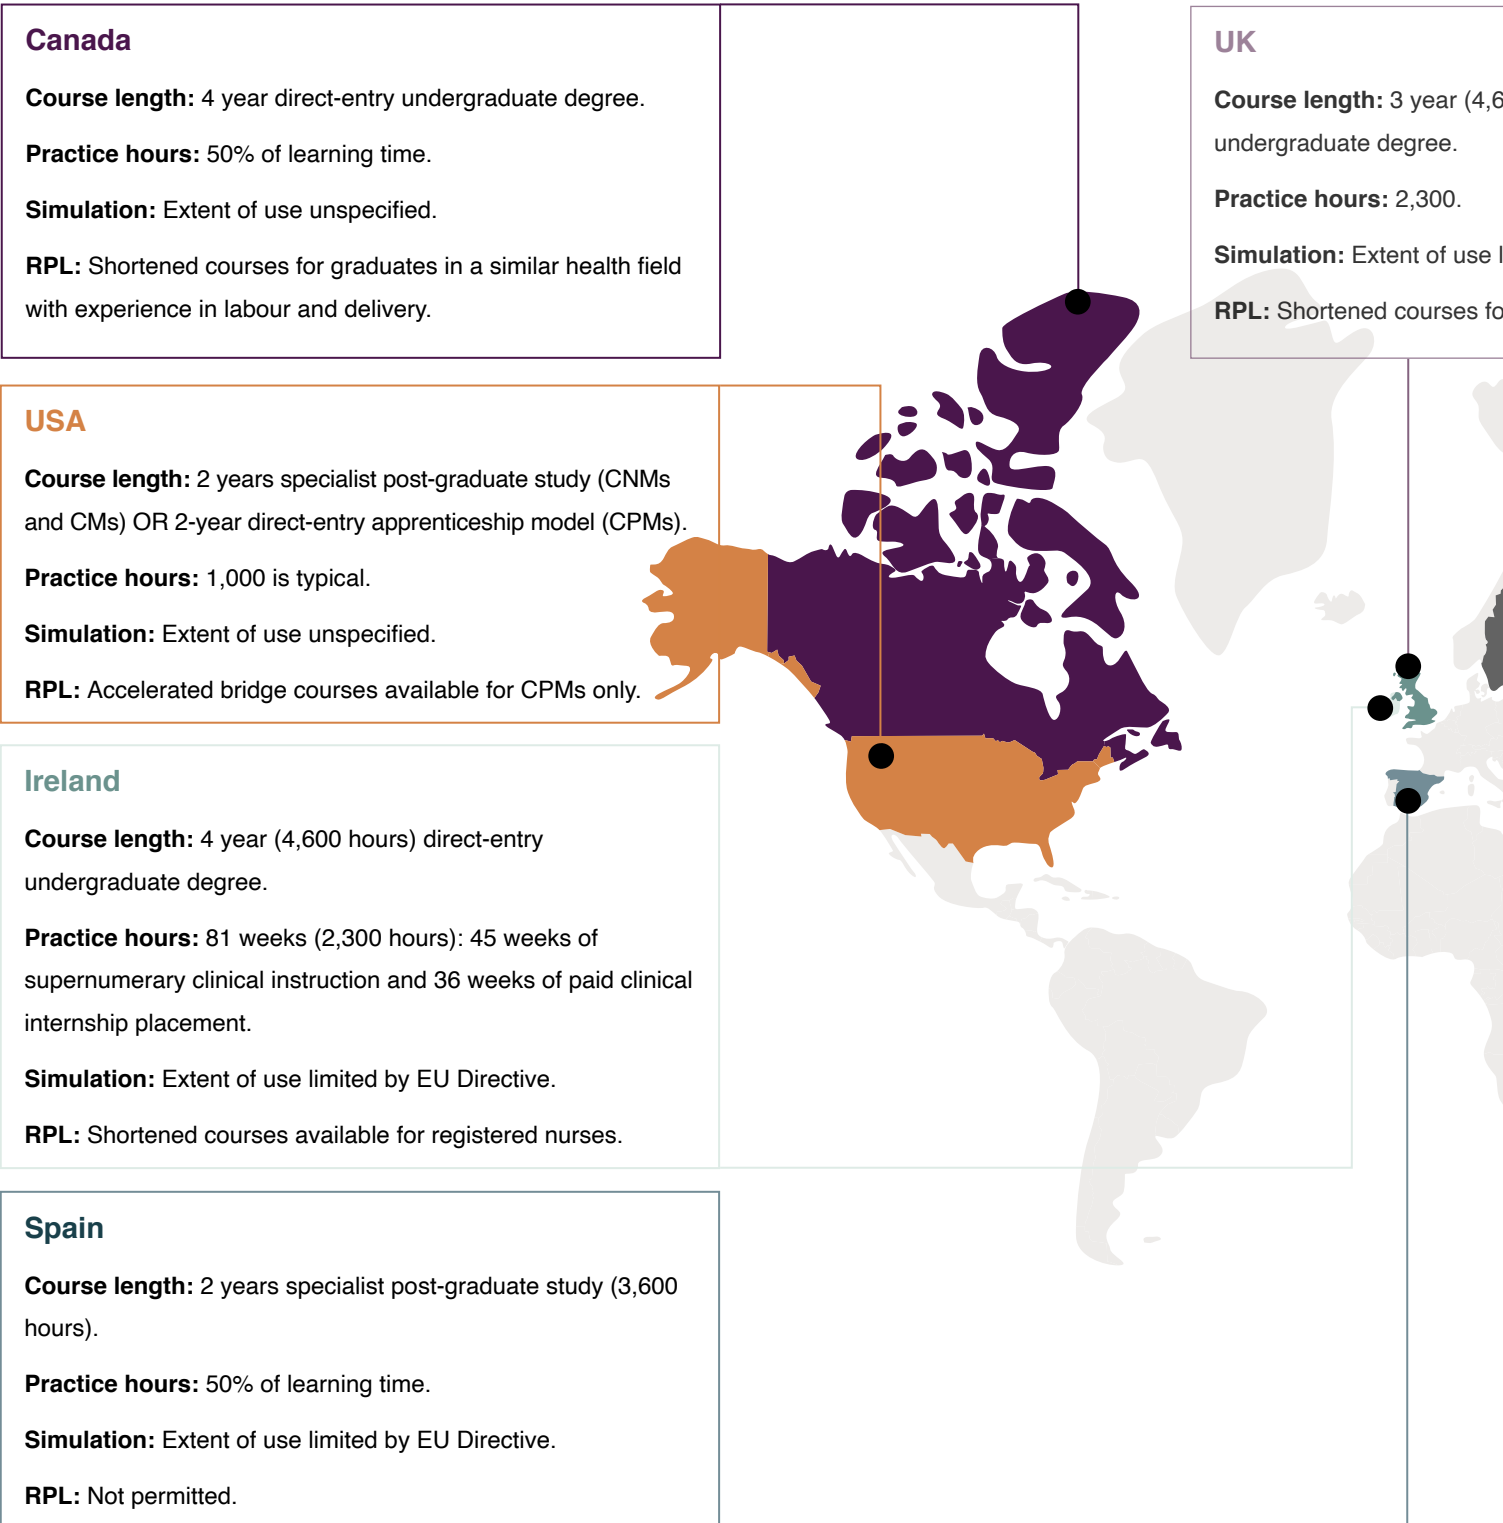 Canada
Course length: 4 year direct-entry undergraduate degree.
Practice hours: 50% of learning time.
Simulation: Extent of use unspecified.
RPL: Shortened courses for graduates in a similar health field
with experience in labour and delivery.
USA
Course length: 2 years specialist post-graduate study (CNMs
and CMs) OR 2-year direct-entry apprenticeship model (CPMs).
Practice hours: 1,000 is typical.
Simulation: Extent of use unspecified.
RPL: Accelerated bridge courses available for CPMs only.
Ireland
Course length: 4 year (4,600 hours) direct-entry
undergraduate degree.
Practice hours: 81 weeks (2,300 hours): 45 weeks of
supernumerary clinical instruction and 36 weeks of paid clinical
internship placement.
Simulation: Extent of use limited by EU Directive.
RPL: Shortened courses available for registered nurses.
Spain
Course length: 2 years specialist post-graduate study (3,600
hours).
Practice hours: 50% of learning time.
Simulation: Extent of use limited by EU Directive.
RPL: Not permitted.
UK
Course length: 3 year
undergraduate degree.
Practice hours: 2,300.
Simulation: Extent of use
RPL: Shortened courses